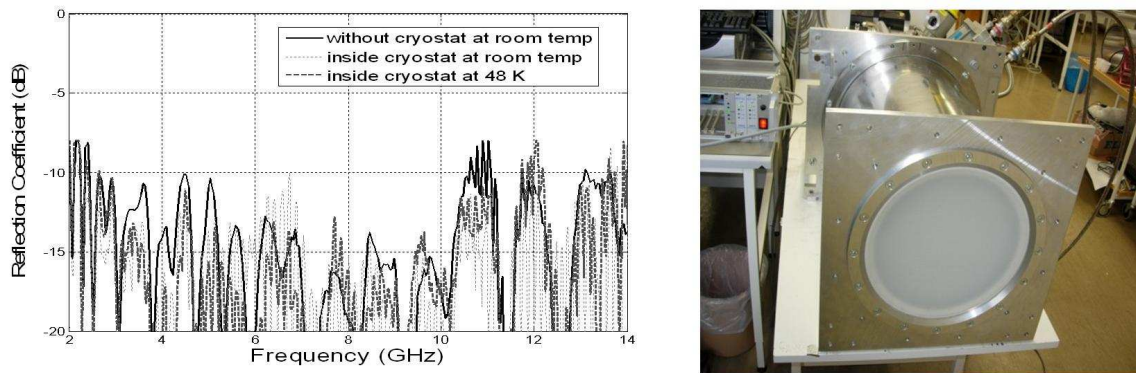 Reflection Coefficient (dB)
0
-5
-10
-15
-20
without cryostat at room temp
inside cryostat at room temp
inside cryostat at 48 K
2
4
6
8
10
12
14
Frequency (GHz)